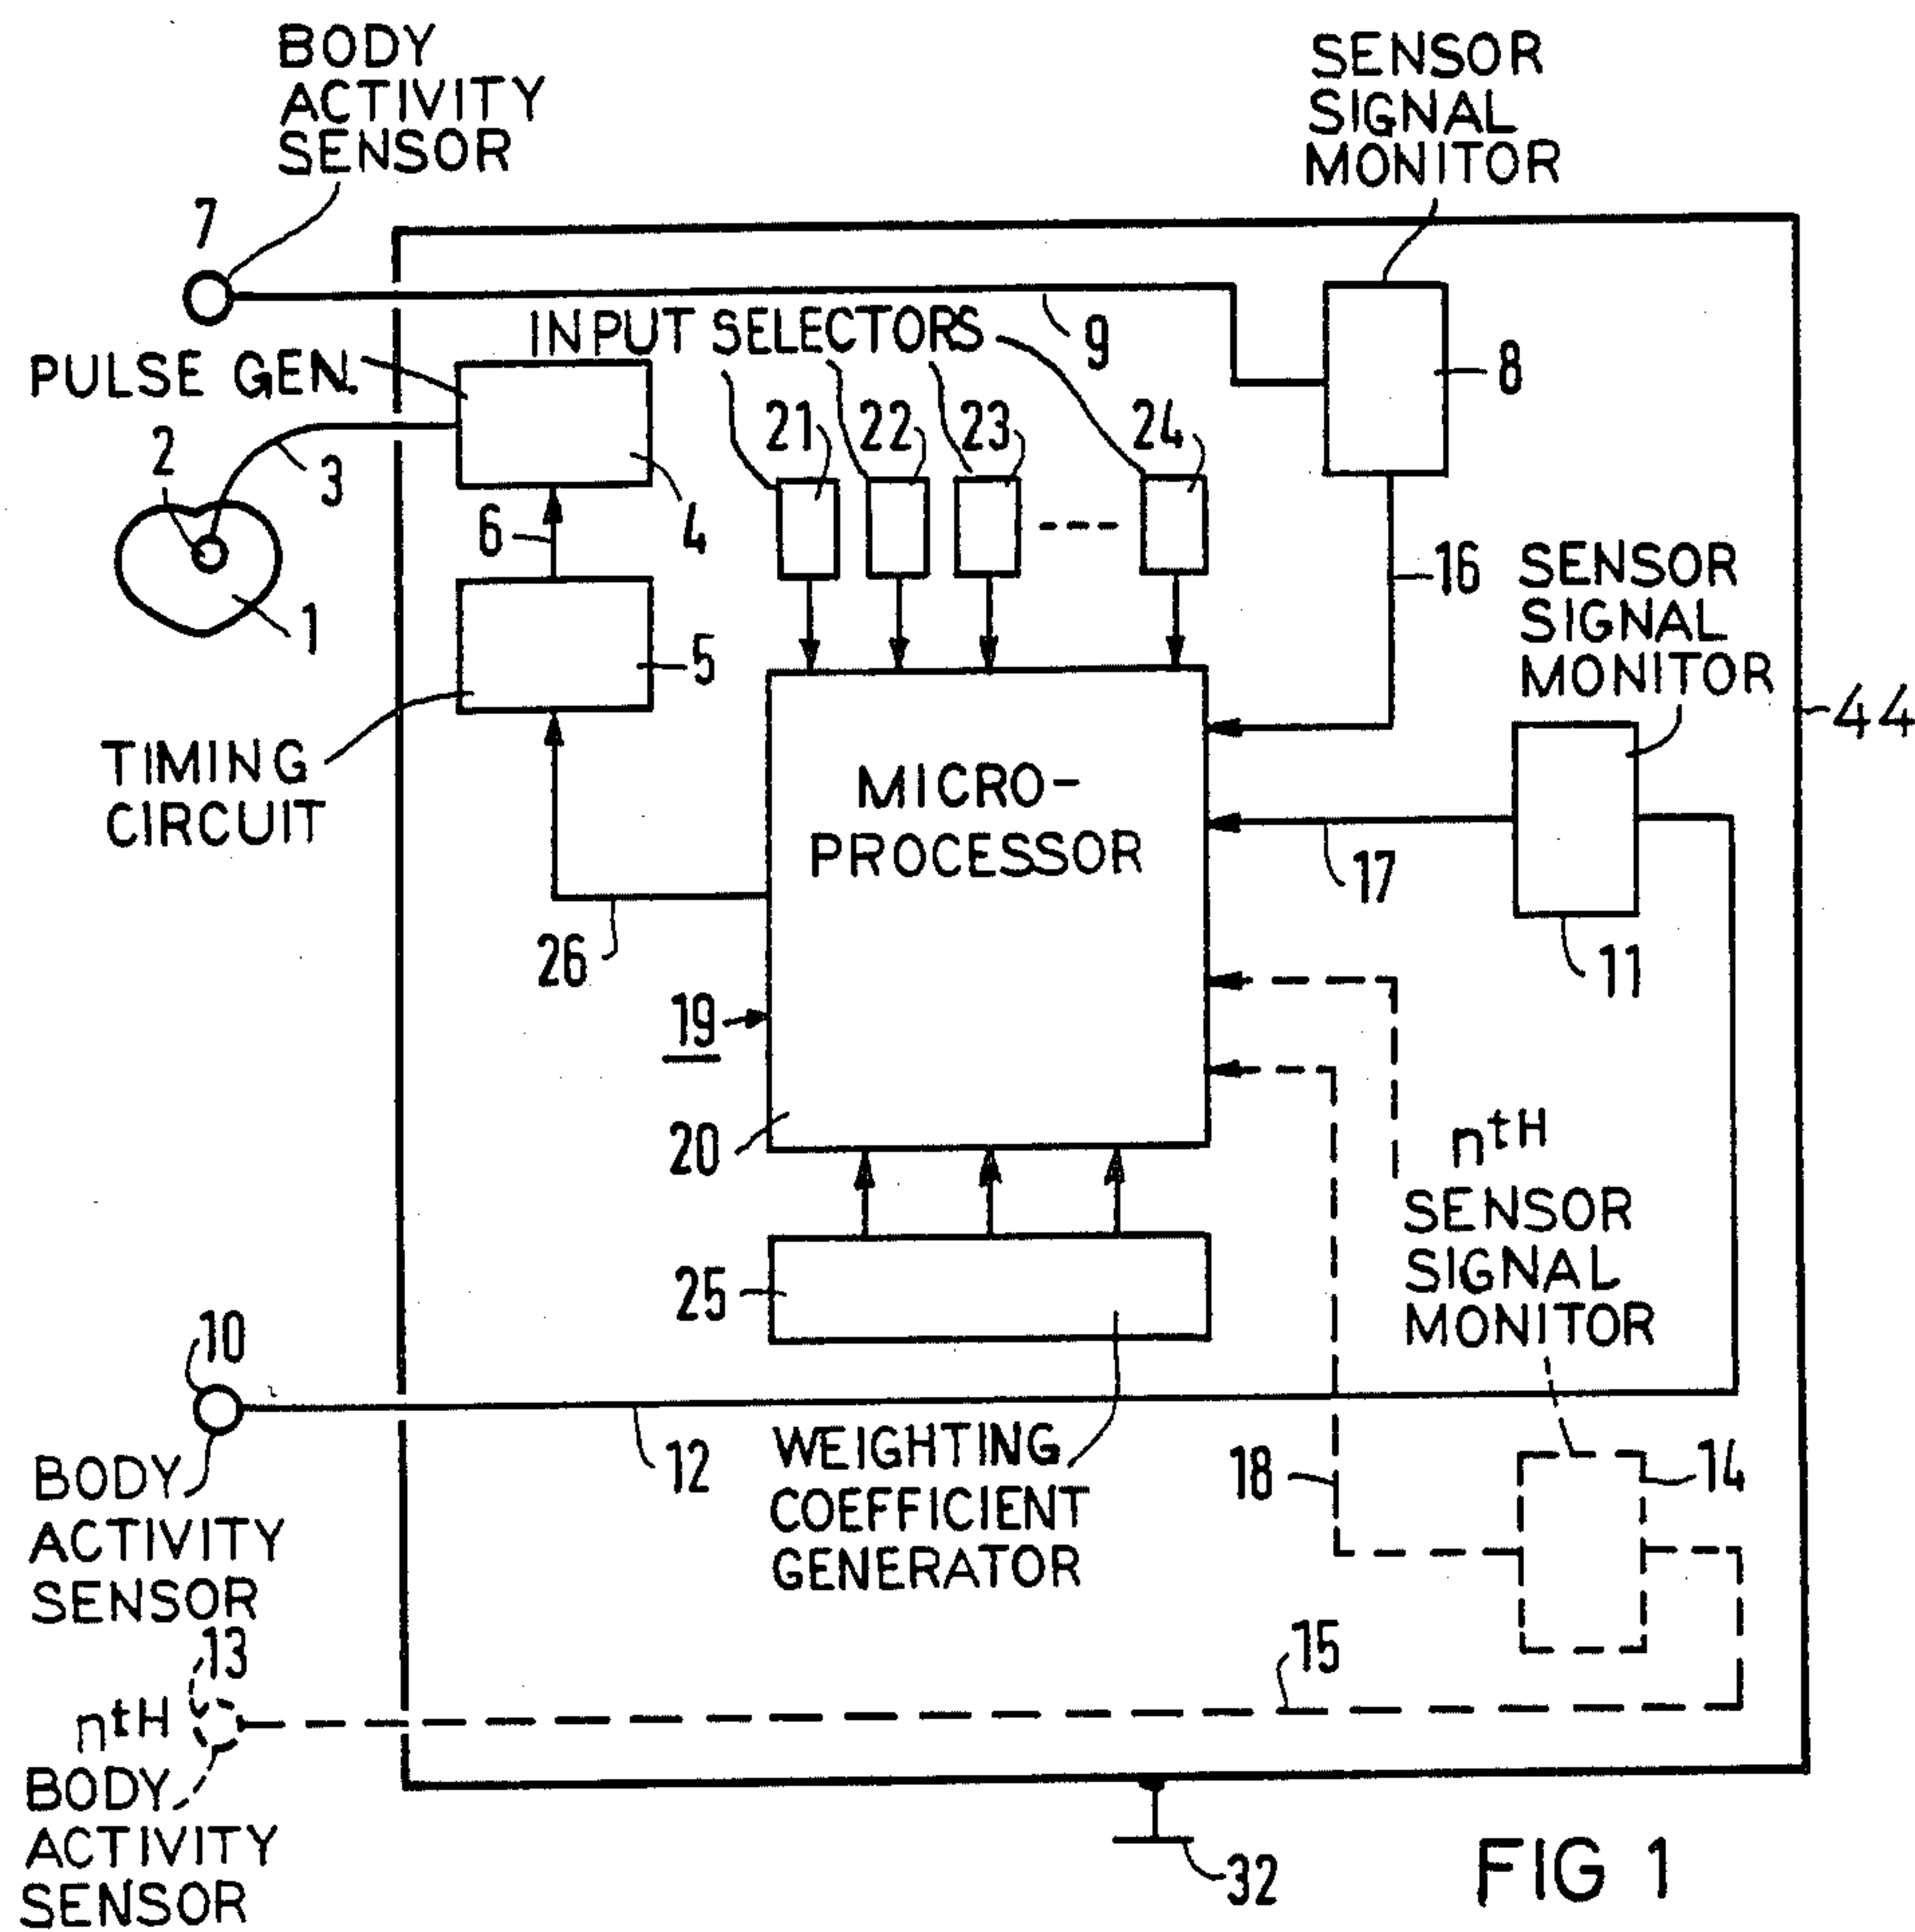 BODY
ACTIVITY
SENSOR
SENSOR
SIGNAL
MONITOR
7
INPUT SELECTORS
9
PULSE GEN.
8
2
3
21
22
23
24
6
4
1
16
SENSOR
SIGNAL
MONITOR
5
44
TIMING
CIRCUIT
MICRO-
PROCESSOR
17
26
11
19
20
ntH
SENSOR
SIGNAL
MONITOR
25
10
12
WEIGHTING
COEFFICIENT
GENERATOR
18
14
BODY
ACTIVITY
SENSOR
13
15
ntH
BODY
ACTIVITY
SENSOR
32
FIG 1